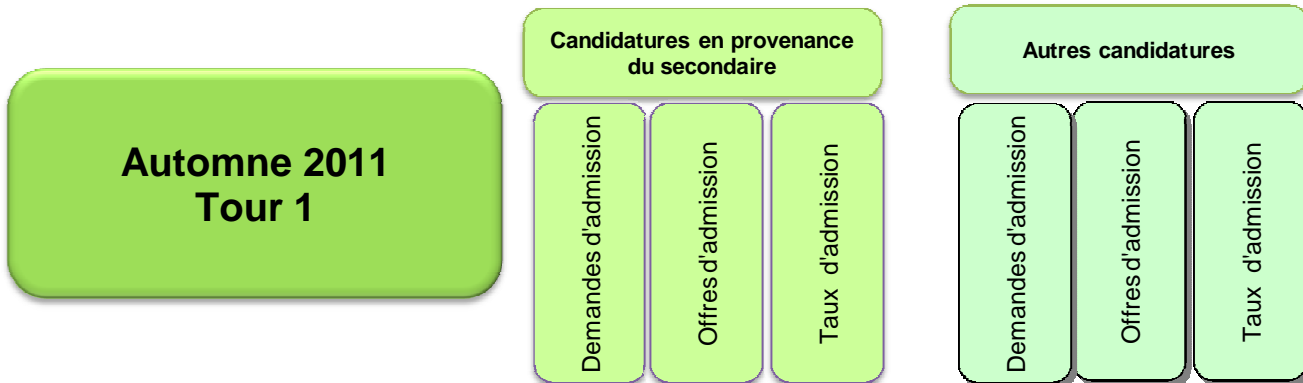 Automne 2011
Tour 1
Candidatures en provenance
du secondaire
Demandes d'admission
Offres d'admission
Taux d'admission
Autres candidatures
Demandes d'admission
Offres d'admission
Taux d'admission